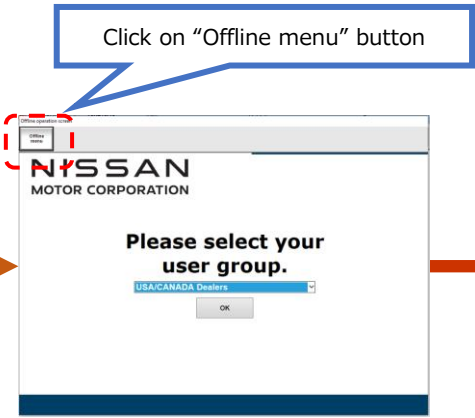 Click on “Offline menu” button
Offline operation screen
Offline
menu
NISSAN
MOTOR CORPORATION
Please select your
user group.
USA/CANADA Dealers
OK